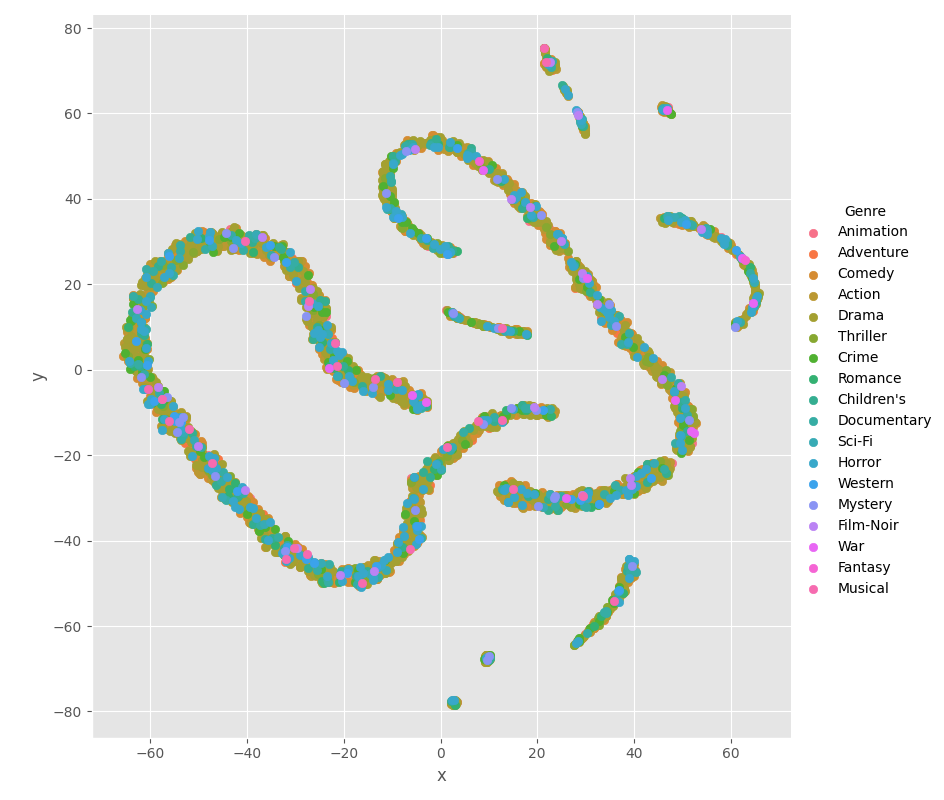 80
60
40
20
0
−20
−40
−60
−80
−60
−40
−20
0
20
40
60
x
y
Genre
Animation
Adventure
Comedy
Action
Drama
Thriller
Crime
Romance
Children's
Documentary
Sci-Fi
Horror
Western
Mystery
Film-Noir
War
Fantasy
Musical